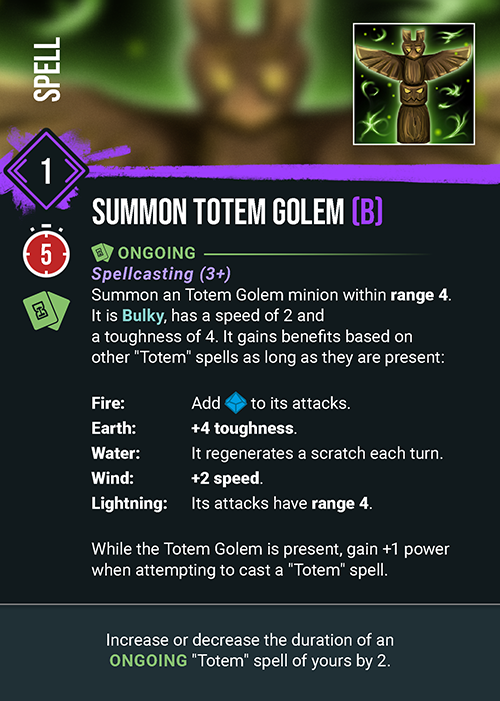 SPELL
1
SUMMON TOTEM GOLEM (B)
5
ONGOING
Spellcasting (3+)
Summon an Totem Golem minion within range 4.
It is Bulky, has a speed of 2 and
a toughness of 4. It gains benefits based on
other "Totem" spells as long as they are present:
Fire: Add to its attacks.
Earth: +4 toughness.
Water: It regenerates a scratch each turn.
Wind: +2 speed.
Lightning: Its attacks have range 4.
While the Totem Golem is present, gain +1 power
when attempting to cast a "Totem" spell.
Increase or decrease the duration of an
ONGOING "Totem" spell of yours by 2.